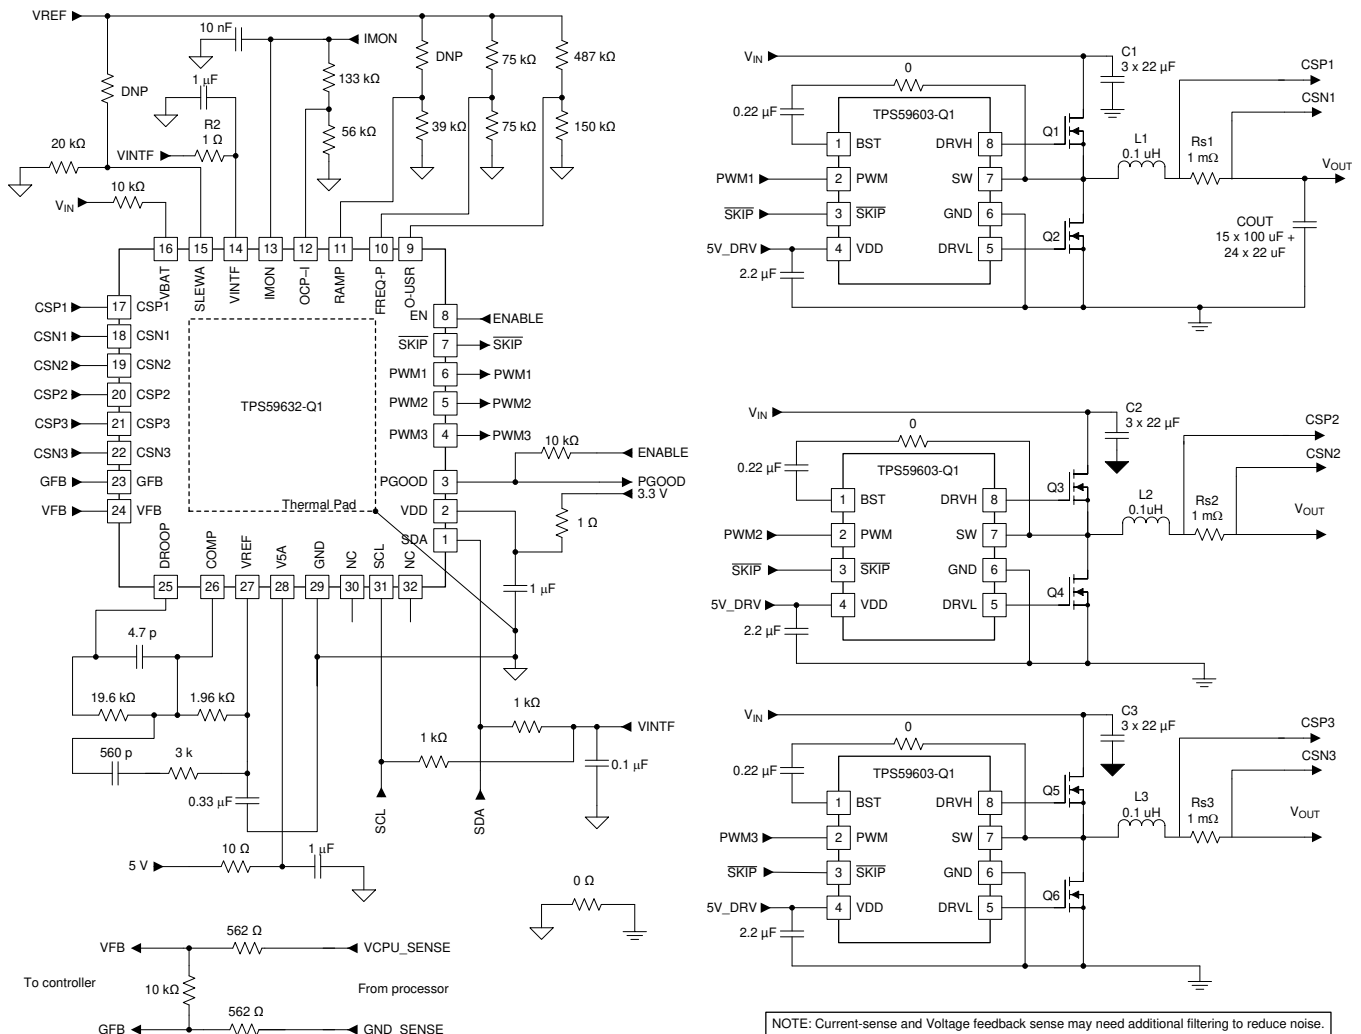 VREF
10 nF
IMON
DNP
1 µF
133 kΩ
DNP
75 kΩ
487 kΩ
R2
1 Ω
56 kΩ
39 kΩ
75 kΩ
150 kΩ
20 kΩ
VINTF
10 kΩ
VIN
16
15
14
13
12
11
10
9
VBAT
SLEWA
VINTF
IMON
OCP–I
RAMP
FREQ-P
O-USR
CSP1
17
CSP1
CSN1
18
CSN1
CSN2
19
CSN2
CSP2
20
CSP2
CSP3
21
CSP3
CSN3
22
CSN3
GFB
23
GFB
VFB
24
VFB
TPS59632-Q1
Thermal Pad
EN
8
ENABLE
SKIP
7
SKIP
PWM1
6
PWM1
PWM2
5
PWM2
PWM3
4
PWM3
10 kΩ
ENABLE
PGOOD
3
PGOOD
3.3 V
VDD
2
1 Ω
SDA
1
DROOP
COMP
VREF
V5A
GND
NC
SCL
NC
25
26
27
28
29
30
31
32
1 µF
4.7 p
19.6 kΩ
1.96 kΩ
560 p
3 k
0.33 µF
1 kΩ
VINTF
1 kΩ
0.1 µF
SCL
SDA
10 Ω
1 µF
5 V
0 Ω
VFB
562 Ω
VCPU_SENSE
To controller
10 kΩ
From processor
GFB
562 Ω
GND_SENSE
VIN
C1
3 x 22 µF
CSP1
0
CSN1
0.22 µF
TPS59603-Q1
Q1
L1
0.1 uH
Rs1
1 mΩ
VOUT
1
BST
DRVH
8
PWM1
2
PWM
SW
7
SKIP
3
SKIP
GND
6
5V_DRV
4
VDD
DRVL
5
Q2
COUT
15 x 100 uF +
24 x 22 uF
2.2 µF
VIN
C2
3 x 22 µF
CSP2
0
CSN2
0.22 µF
TPS59603-Q1
Q3
L2
0.1uH
Rs2
1 mΩ
VOUT
1
BST
DRVH
8
PWM2
2
PWM
SW
7
SKIP
3
SKIP
GND
6
5V_DRV
4
VDD
DRVL
5
Q4
2.2 µF
VIN
C3
3 x 22 µF
CSP3
0
CSN3
0.22 µF
TPS59603-Q1
Q5
L3
0.1 uH
Rs3
1 mΩ
VOUT
1
BST
DRVH
8
PWM3
2
PWM
SW
7
SKIP
3
SKIP
GND
6
5V_DRV
4
VDD
DRVL
5
Q6
2.2 µF
NOTE: Current-sense and Voltage feedback sense may need additional filtering to reduce noise.